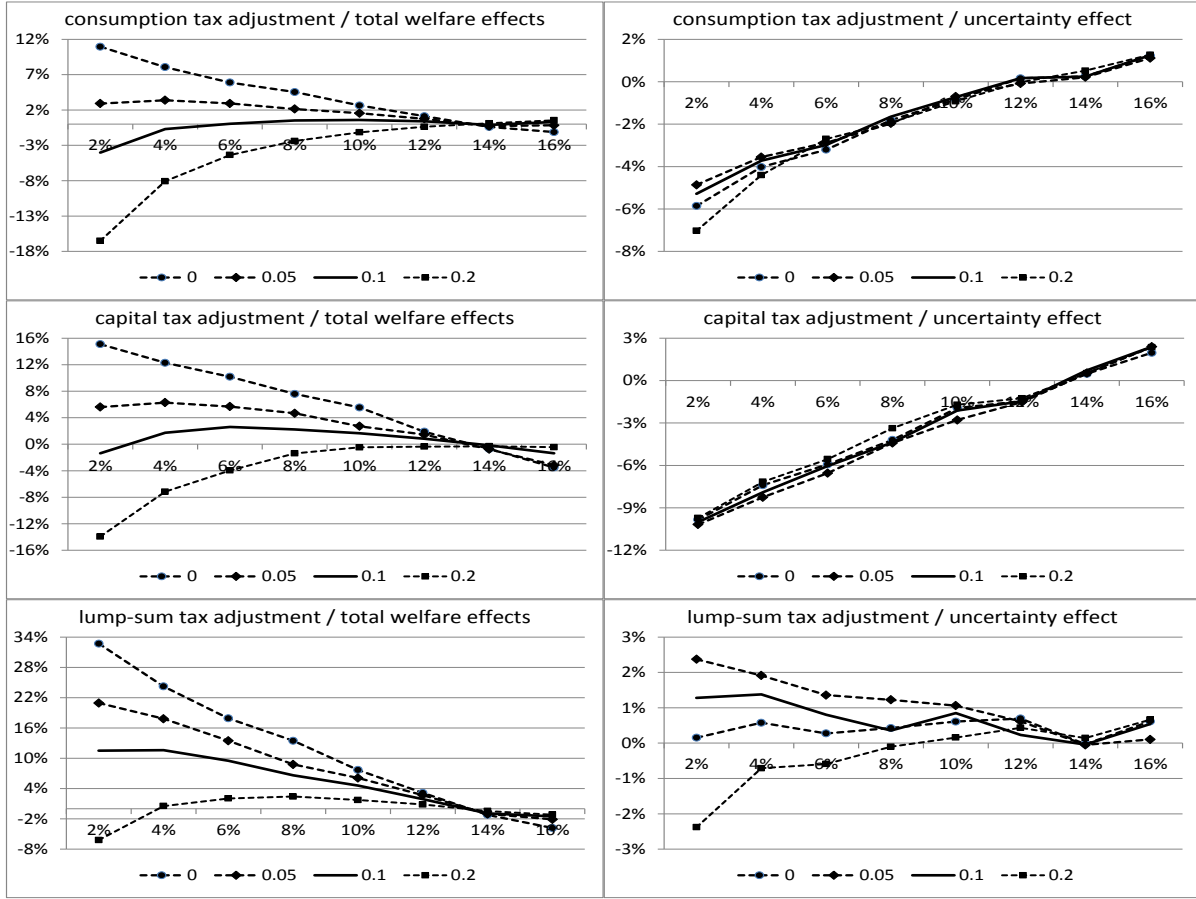 consumption tax adjustment / total welfare effects
12%
7%
2%
-3%
-8%
-13%
-18%
2% 4% 6% 8% 10% 12% 14% 16%
0 0.05 0.1 0.2
consumption tax adjustment / uncertainty effect
2%
0%
-2%
-4%
-6%
-8%
2% 4% 6% 8% 10% 12% 14% 16%
0 0.05 0.1 0.2
capital tax adjustment / total welfare effects
16%
12%
8%
4%
0%
-4%
-8%
-12%
-16%
2% 4% 6% 8% 10% 12% 14% 16%
0 0.05 0.1 0.2
capital tax adjustment / uncertainty effect
3%
0%
-3%
-6%
-9%
-12%
2% 4% 6% 8% 10% 12% 14% 16%
0 0.05 0.1 0.2
lump-sum tax adjustment / total welfare effects
34%
28%
22%
16%
10%
4%
-2%
-8%
2% 4% 6% 8% 10% 12% 14% 16%
0 0.05 0.1 0.2
lump-sum tax adjustment / uncertainty effect
3%
2%
1%
0%
-1%
-2%
-3%
2% 4% 6% 8% 10% 12% 14% 16%
0 0.05 0.1 0.2